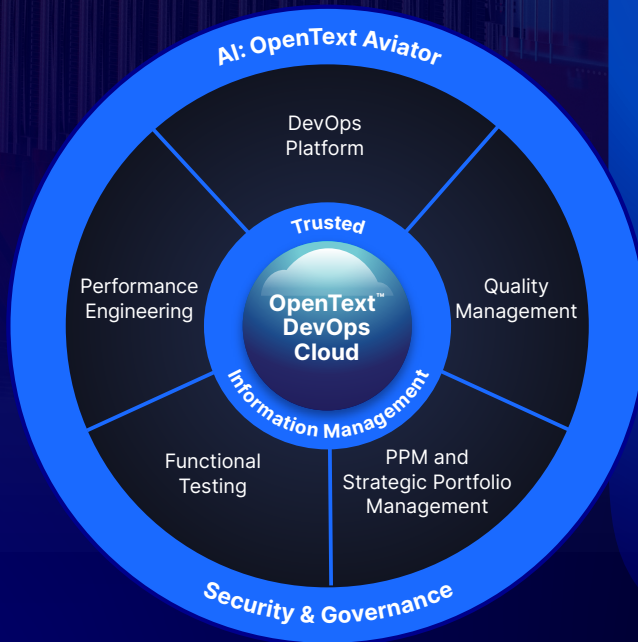 AI: OpenText Aviator
DevOps
Platform
Trusted
Performance
Engineering
OpenText™
DevOps
Cloud
Quality
Management
Information Management
Functional
Testing
PPM and
Strategic Portfolio
Management
Security & Governance